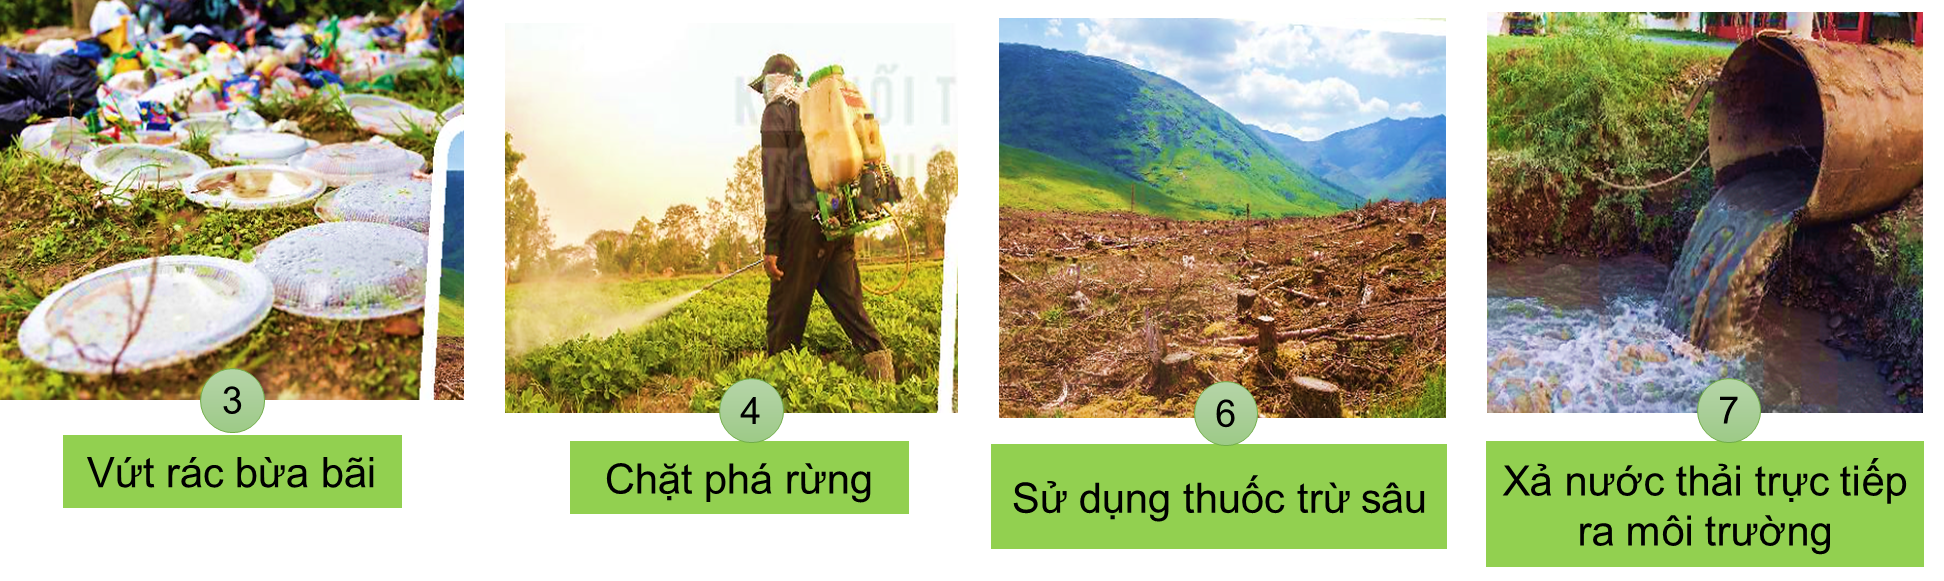 3
Vứt rác bừa bãi
4
Chặt phá rừng
6
Sử dụng thuốc trừ sâu
7
Xả nước thải trực tiếp
ra môi trường